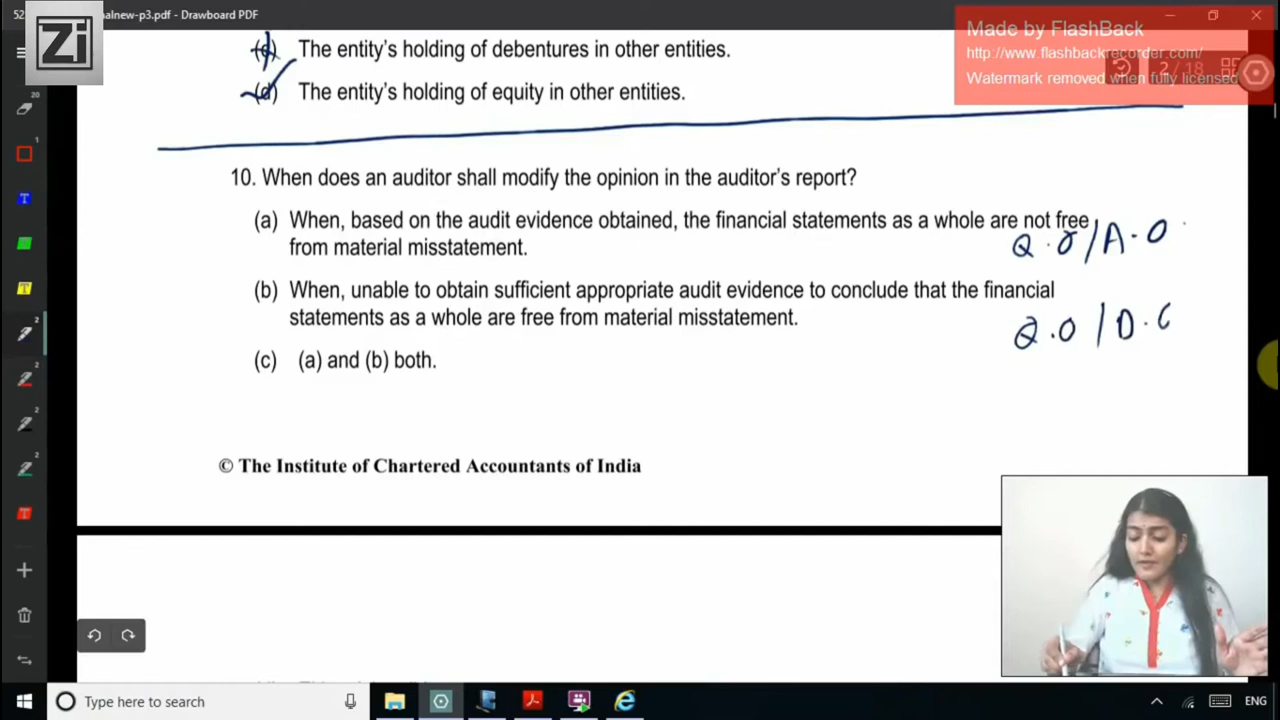 52
nalnew-p3.pdf - Drawboard PDF
Zi
Made by FlashBack
http://www.flashbackrecorder.com/
Watermark removed when fully licensed
2 / 18
(d) The entity's holding of debentures in other entities.
(d) The entity's holding of equity in other entities.
10. When does an auditor shall modify the opinion in the auditor's report?
(a) When, based on the audit evidence obtained, the financial statements as a whole are not free
from material misstatement.
Q.O / A.O
(b) When, unable to obtain sufficient appropriate audit evidence to conclude that the financial
statements as a whole are free from material misstatement.
Q.O / D.O
(c) (a) and (b) both.
© The Institute of Chartered Accountants of India
Type here to search
ENG